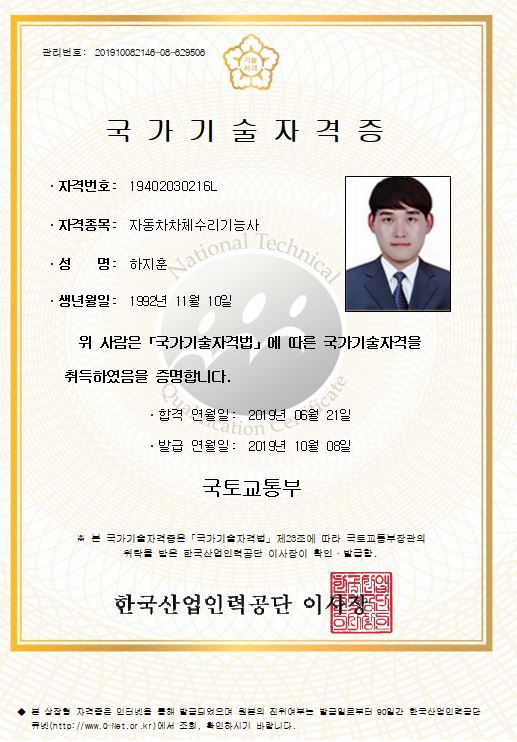 관리번호: 201910082146-08-629506
기술
자격
국가기술자격증
· 자격번호: 19402030216L
· 자격종목: 자동차차체수리기능사
· 성 명: 하지훈
· 생년월일: 1992년 11월 10일
National Technical
위 사람은 「국가기술자격법」에 따른 국가기술자격을
취득하였음을 증명합니다.
Qualification Certificate
· 합격 연월일: 2019년 06월 21일
· 발급 연월일: 2019년 10월 08일
국토교통부
※ 본 국가기술자격증은 「국가기술자격법」 제23조에 따라 국토교통부장관의
위탁을 받은 한국산업인력공단 이사장이 확인·발급함.
한국산업인력공단 이사장
◆ 본 상장형 자격증은 인터넷을 통해 발급되었으며 원본의 진위여부는 발급일로부터 90일간 한국산업인력공단
큐넷(http://www.Q-Net.or.kr)에서 조회, 확인하시기 바랍니다.